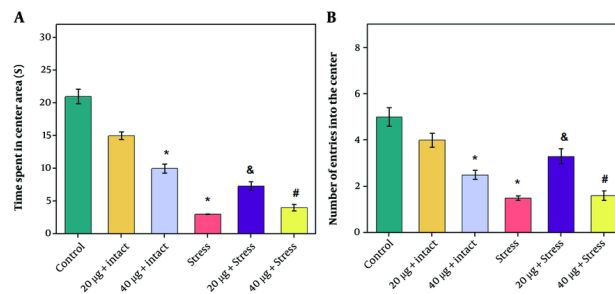 A
Time spent in center area (S)
30
25
20
15
10
5
0
*
*
&
#
Control
20 µg + intact
40 µg + intact
Stress
20 µg + Stress
40 µg + Stress
B
Number of entries into the center
8
6
4
2
0
*
*
&
#
Control
20 µg + intact
40 µg + intact
Stress
20 µg + Stress
40 µg + Stress